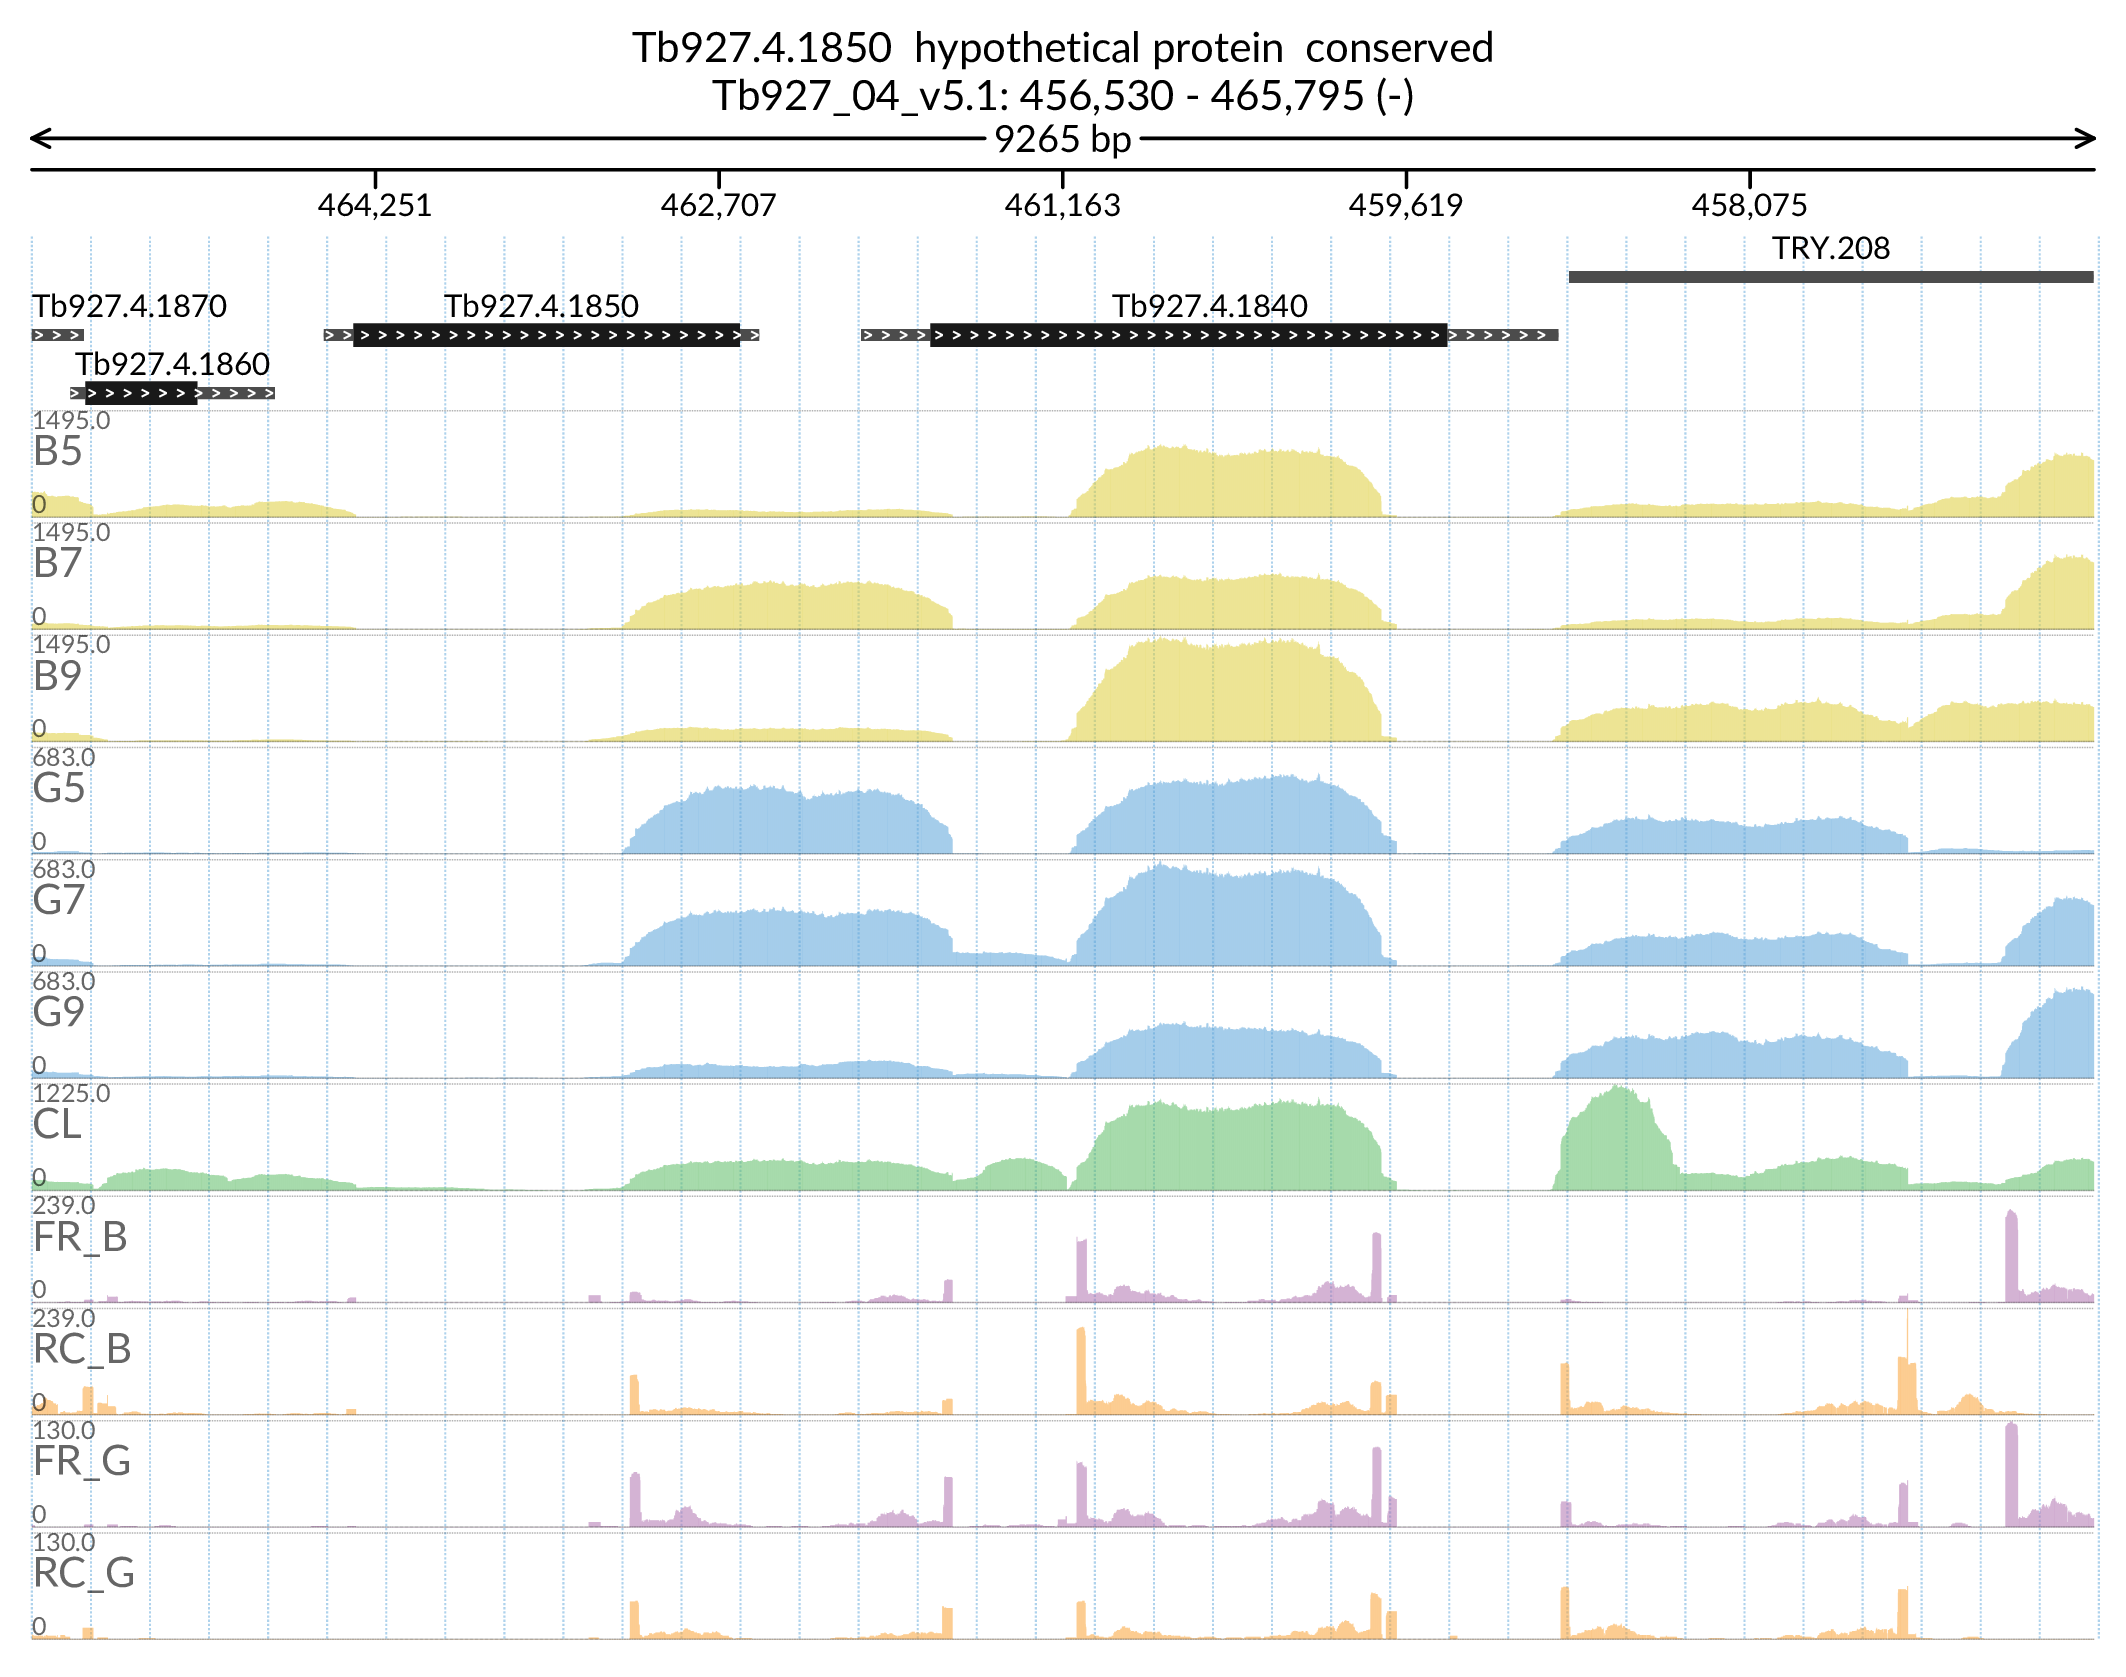 Tb927.4.1850  hypothetical protein  conserved
Tb927_04_v5.1: 456,530 - 465,795 (-)
9265 bp
464,251 462,707 461,163 459,619 458,075
TRY.208
Tb927.4.1870 Tb927.4.1850 Tb927.4.1840
Tb927.4.1860
1495.0
B5
0
1495.0
B7
0
1495.0
B9
0
683.0
G5
0
683.0
G7
0
683.0
G9
0
1225.0
CL
0
239.0
FR_B
0
239.0
RC_B
0
130.0
FR_G
0
130.0
RC_G
0